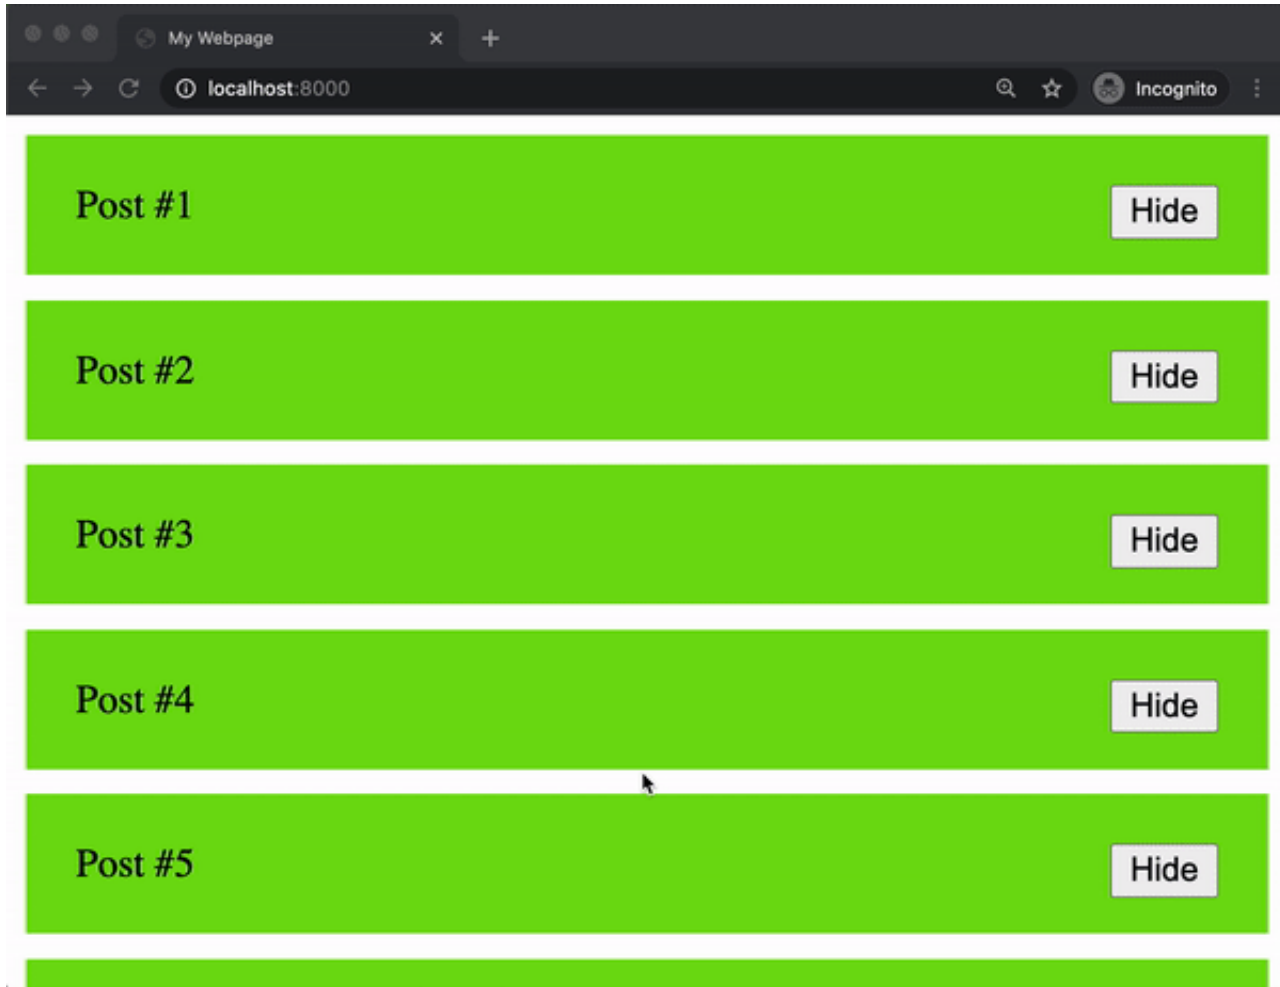 My Webpage
localhost:8000 Incognito
Post #1 Hide
Post #2 Hide
Post #3 Hide
Post #4 Hide
Post #5 Hide